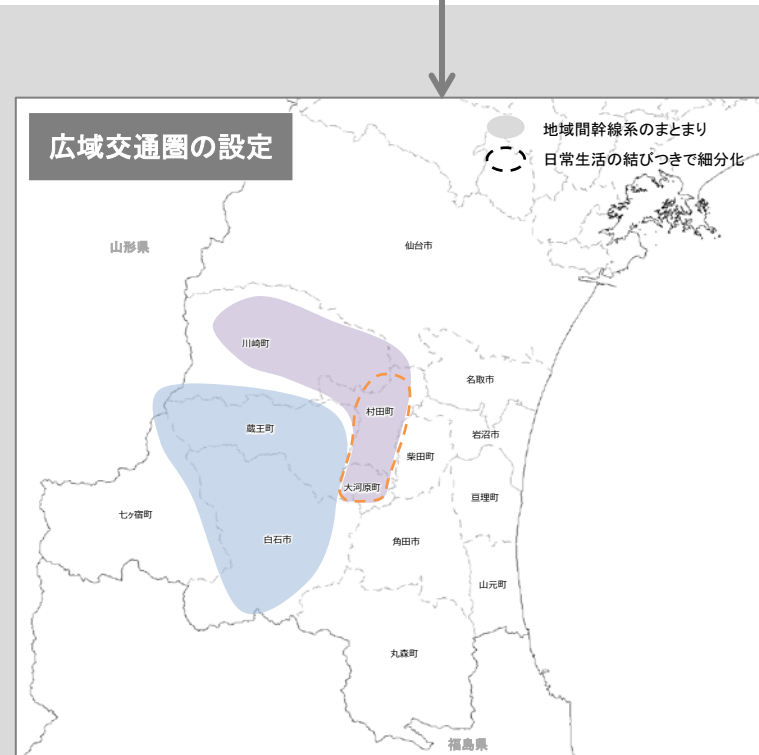 広域交通圏の設定
地域間幹線系のまとまり
日常生活の結びつきで細分化
山形県
仙台市
川崎町
名取市
村田町
蔵王町
岩沼市
柴田町
大河原町
亘理町
七ヶ宿町
白石市
角田市
山元町
丸森町
福島県